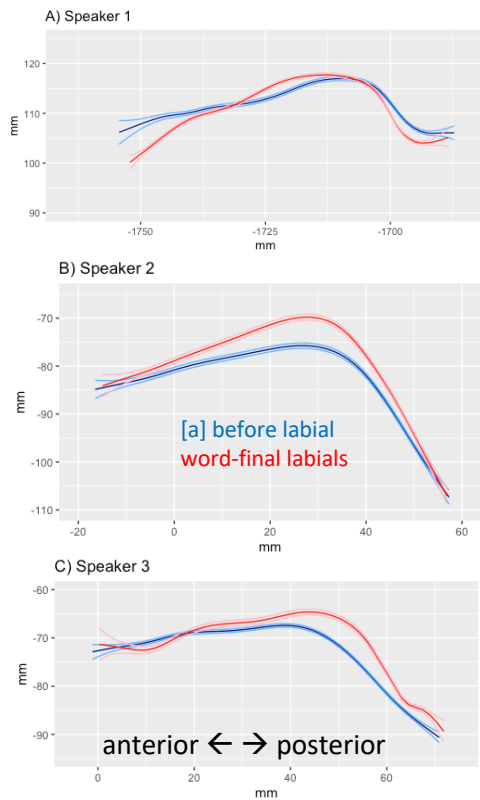 A) Speaker 1
120
110
100
90
mm
-1750
-1725
-1700
mm
B) Speaker 2
-70
-80
-90
-100
-110
mm
[a] before labial
word-final labials
-20
0
20
40
60
mm
C) Speaker 3
-60
-70
-80
-90
mm
anterior ← → posterior
0
20
40
60
mm